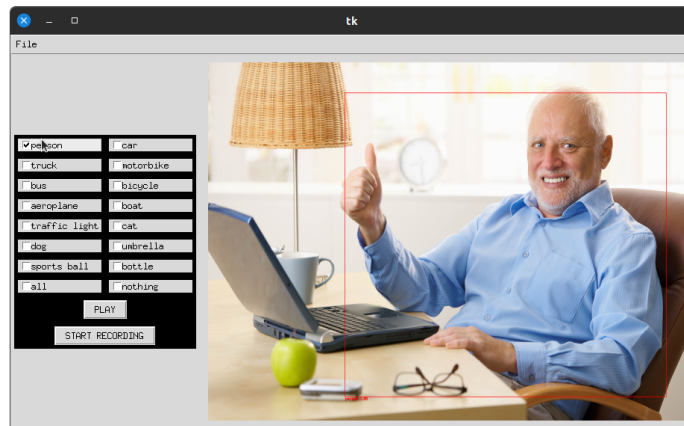 tk
File
person car
truck motorbike
bus bicycle
aeroplane boat
traffic light cat
dog umbrella
sports ball bottle
all nothing
PLAY
START RECORDING